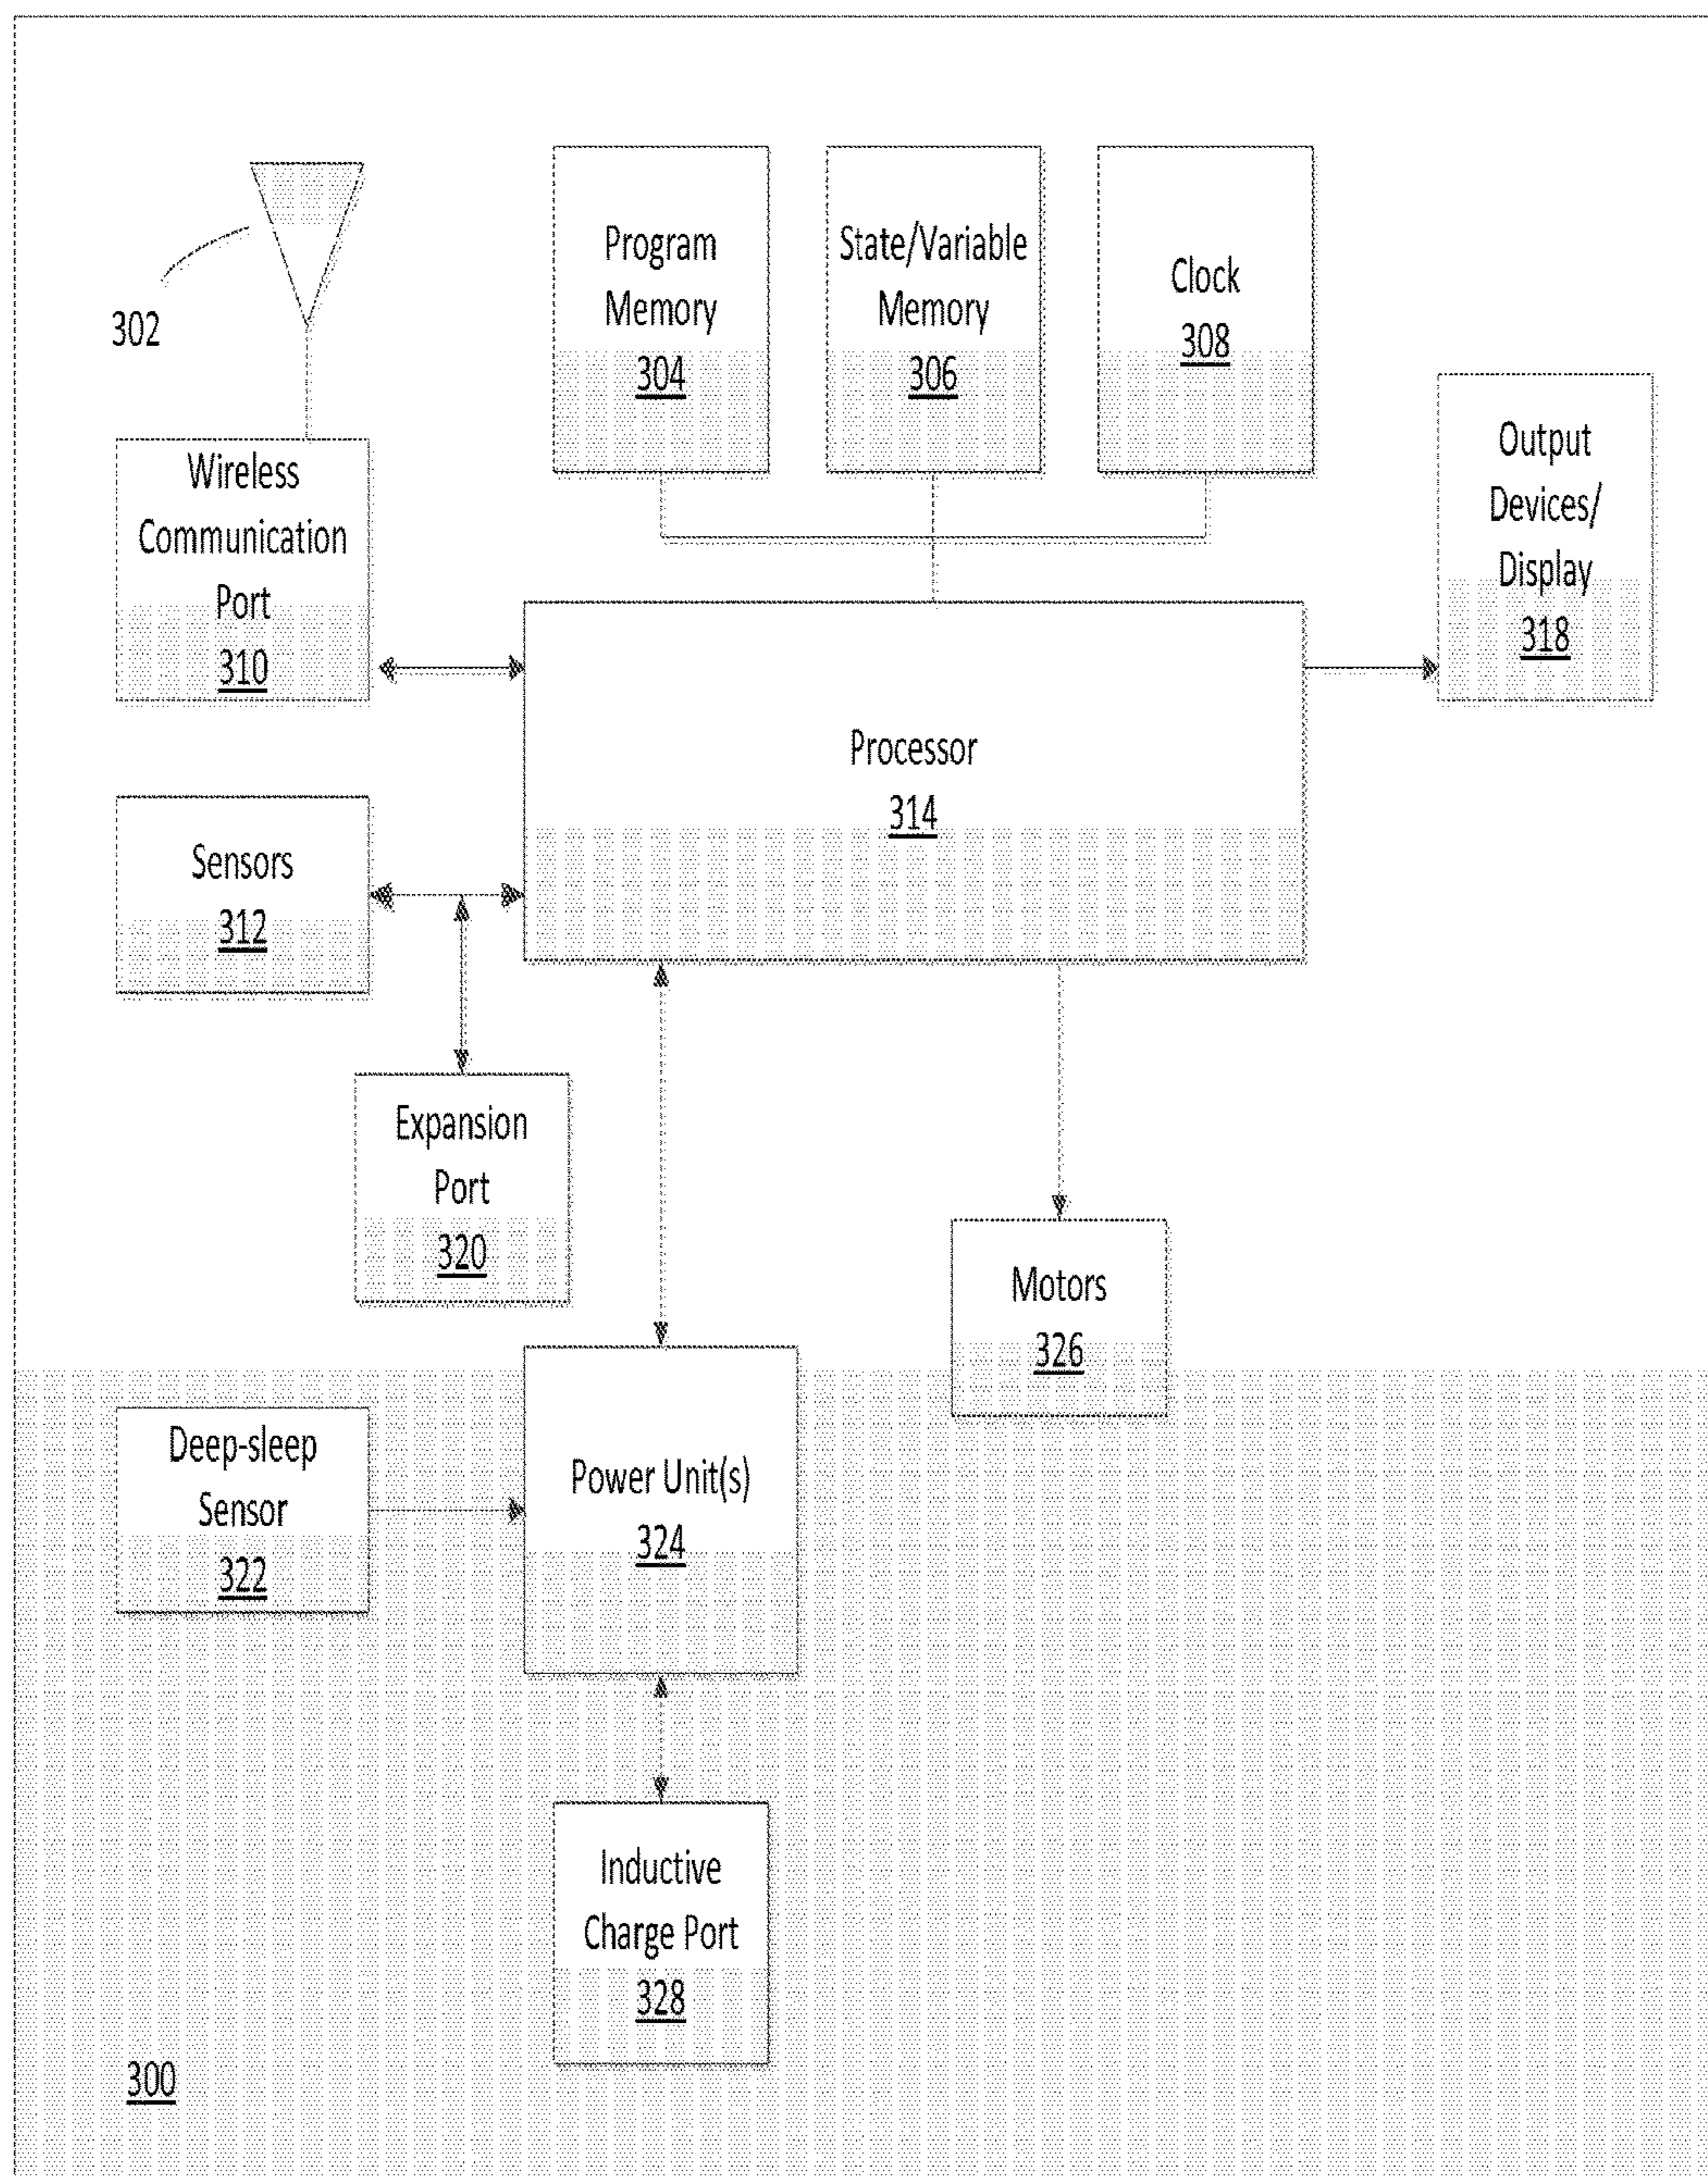 302
Program
Memory
304
State/Variable
Memory
306
Clock
308
Wireless
Communication
Port
310
Output
Devices/
Display
318
Processor
314
Sensors
312
Expansion
Port
320
Motors
326
Deep-sleep
Sensor
322
Power Unit(s)
324
Inductive
Charge Port
328
300